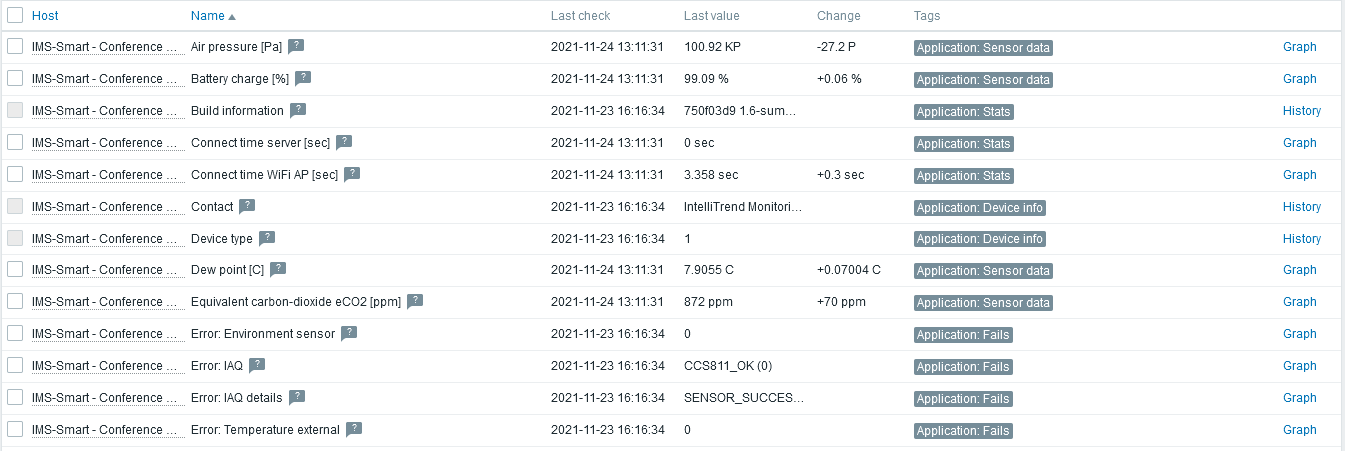 Host Name Last check Last value Change Tags
IMS-Smart - Conference ... Air pressure [Pa] ? 2021-11-24 13:11:31 100.92 KP -27.2 P Application: Sensor data Graph
IMS-Smart - Conference ... Battery charge [%] ? 2021-11-24 13:11:31 99.09 % +0.06 % Application: Sensor data Graph
IMS-Smart - Conference ... Build information ? 2021-11-23 16:16:34 750f03d9 1.6-sum... Application: Stats History
IMS-Smart - Conference ... Connect time server [sec] ? 2021-11-24 13:11:31 0 sec Application: Stats Graph
IMS-Smart - Conference ... Connect time WiFi AP [sec] ? 2021-11-24 13:11:31 3.358 sec +0.3 sec Application: Stats Graph
IMS-Smart - Conference ... Contact ? 2021-11-23 16:16:34 IntelliTrend Monitori... Application: Device info History
IMS-Smart - Conference ... Device type ? 2021-11-23 16:16:34 1 Application: Device info History
IMS-Smart - Conference ... Dew point [C] ? 2021-11-24 13:11:31 7.9055 C +0.07004 C Application: Sensor data Graph
IMS-Smart - Conference ... Equivalent carbon-dioxide eCO2 [ppm] ? 2021-11-24 13:11:31 872 ppm +70 ppm Application: Sensor data Graph
IMS-Smart - Conference ... Error: Environment sensor ? 2021-11-23 16:16:34 0 Application: Fails Graph
IMS-Smart - Conference ... Error: IAQ ? 2021-11-23 16:16:34 CCS811_OK (0) Application: Fails Graph
IMS-Smart - Conference ... Error: IAQ details ? 2021-11-23 16:16:34 SENSOR_SUCCES... Application: Fails Graph
IMS-Smart - Conference ... Error: Temperature external ? 2021-11-23 16:16:34 0 Application: Fails Graph